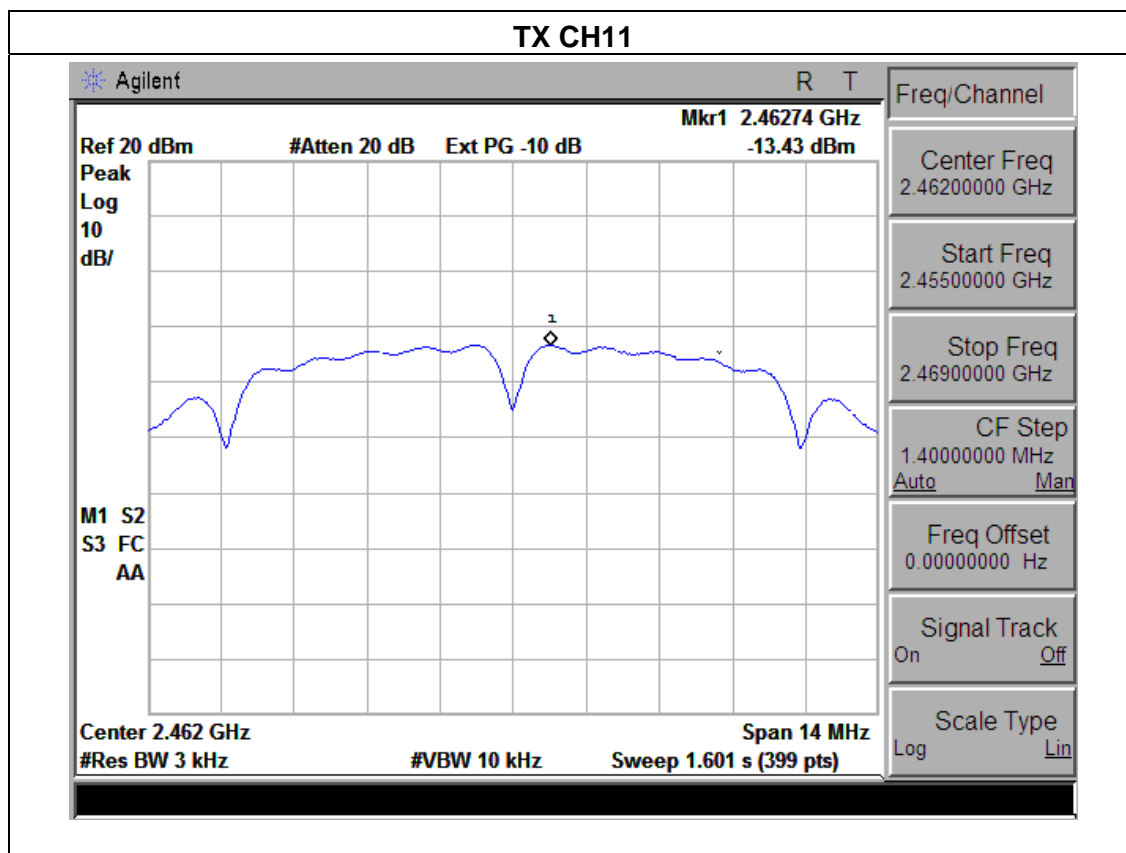 TX CH11
Agilent R T
Mkr1 2.46274 GHz
Ref 20 dBm #Atten 20 dB Ext PG -10 dB -13.43 dBm
Peak
Log
10
dB/
1
M1 S2
S3 FC
AA
Center 2.462 GHz Span 14 MHz
#Res BW 3 kHz #VBW 10 kHz Sweep 1.601 s (399 pts)
Freq/Channel
Center Freq
2.46200000 GHz
Start Freq
2.45500000 GHz
Stop Freq
2.46900000 GHz
CF Step
1.40000000 MHz
Auto Man
Freq Offset
0.00000000 Hz
Signal Track
On Off
Scale Type
Log Lin